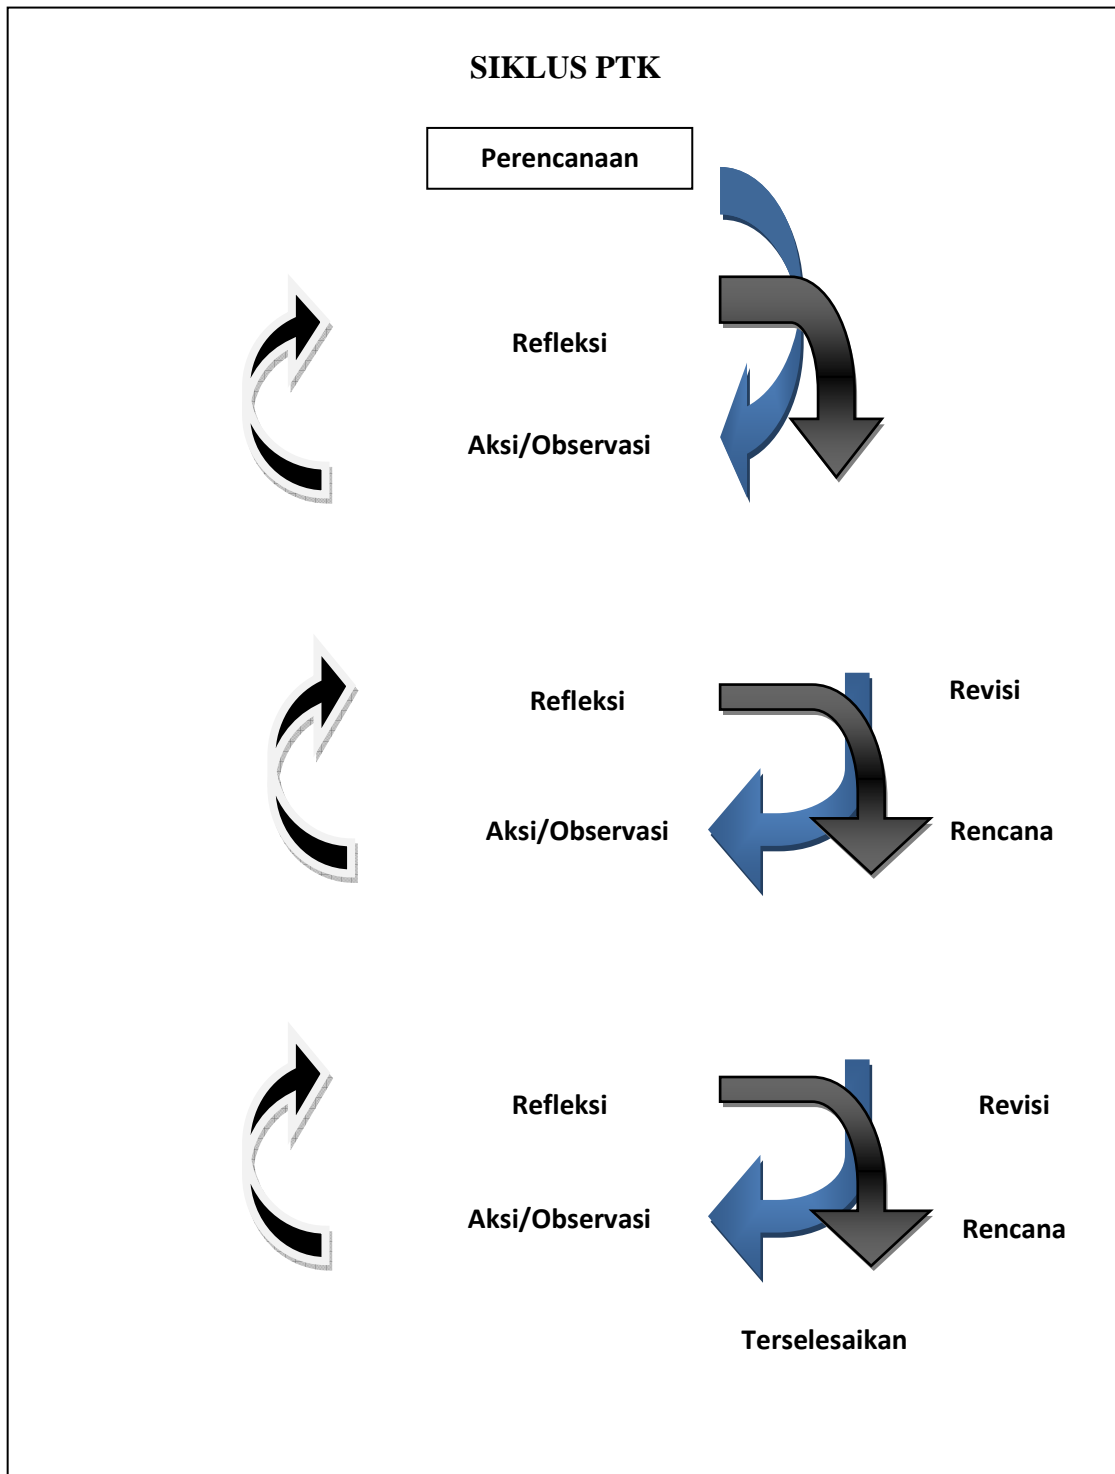 SIKLUS PTK
Perencanaan
Refleksi
Aksi/Observasi
Refleksi
Revisi
Aksi/Observasi
Rencana
Refleksi
Revisi
Aksi/Observasi
Rencana
Terselesaikan